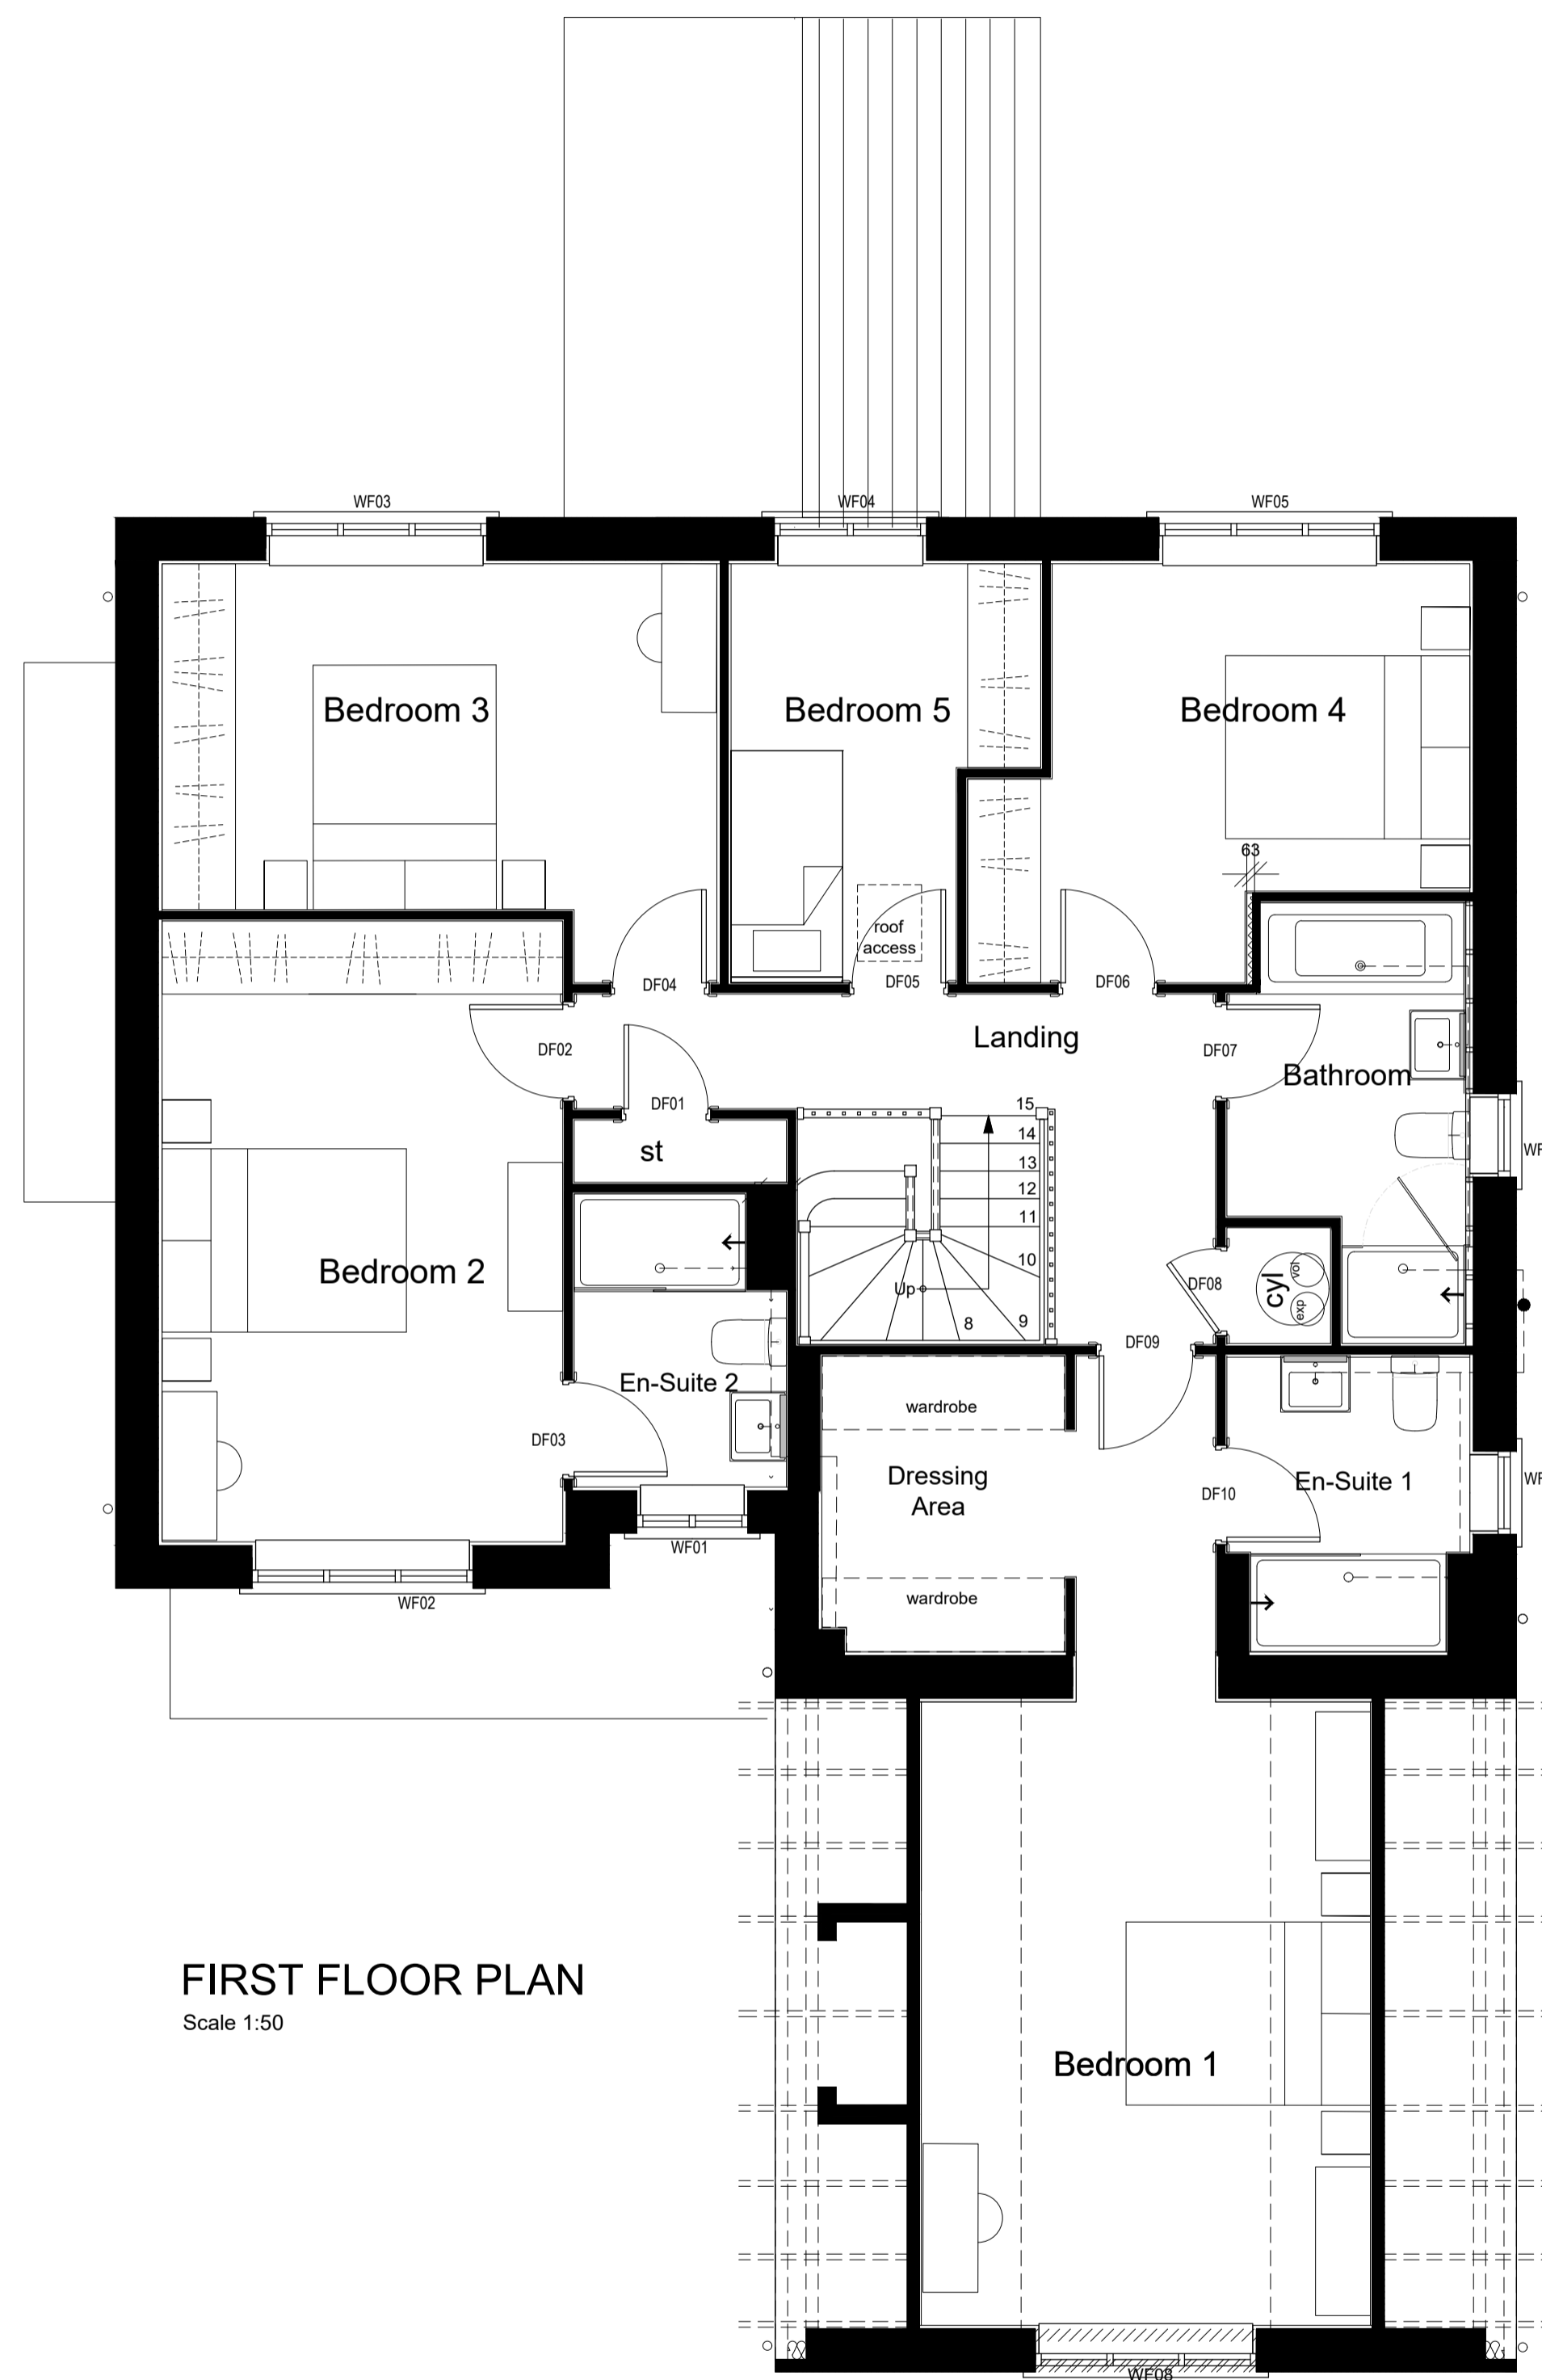 WF03
WF04
WF05
Bedroom 3
Bedroom 5
Bedroom 4
63
roof
access
DF04
DF05
DF06
DF02
Landing
DF07
Bathroom
DF01
st
15
14
13
12
11
10
9
8
Up
WF
Bedroom 2
DF08
cyl
vol
exp
DF09
En-Suite 2
wardrobe
DF03
Dressing
Area
DF10
En-Suite 1
WF
WF01
wardrobe
WF02
FIRST FLOOR PLAN
Scale 1:50
Bedroom 1
WF08